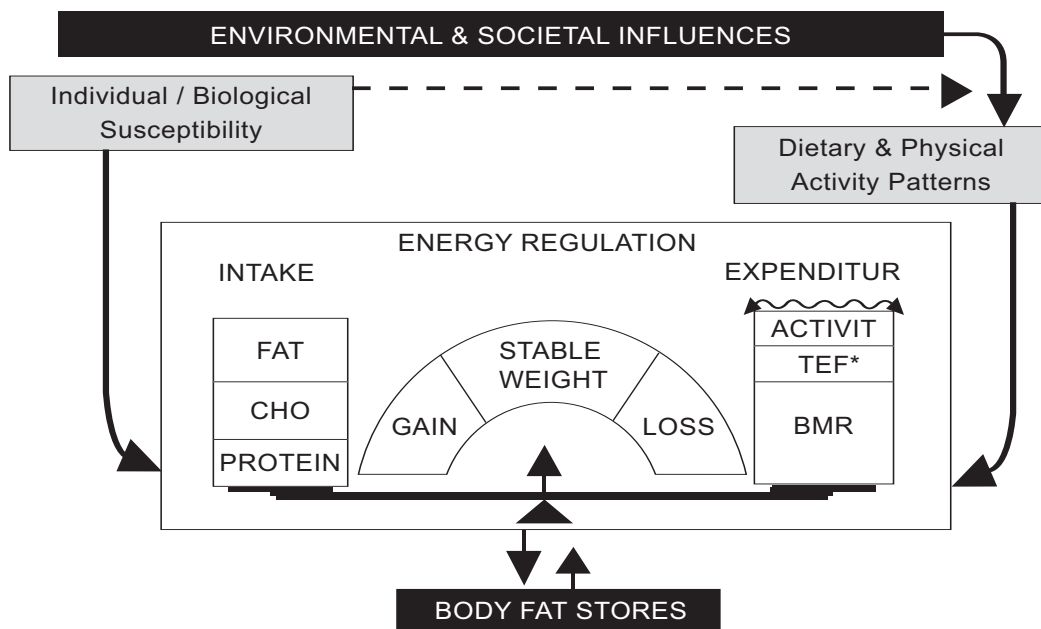 ENVIRONMENTAL & SOCIETAL INFLUENCES
Individual / Biological
Susceptibility
Dietary & Physical
Activity Patterns
ENERGY REGULATION
INTAKE
EXPENDITUR
FAT
CHO
PROTEIN
GAIN
STABLE
WEIGHT
LOSS
ACTIVIT
TEF*
BMR
BODY FAT STORES